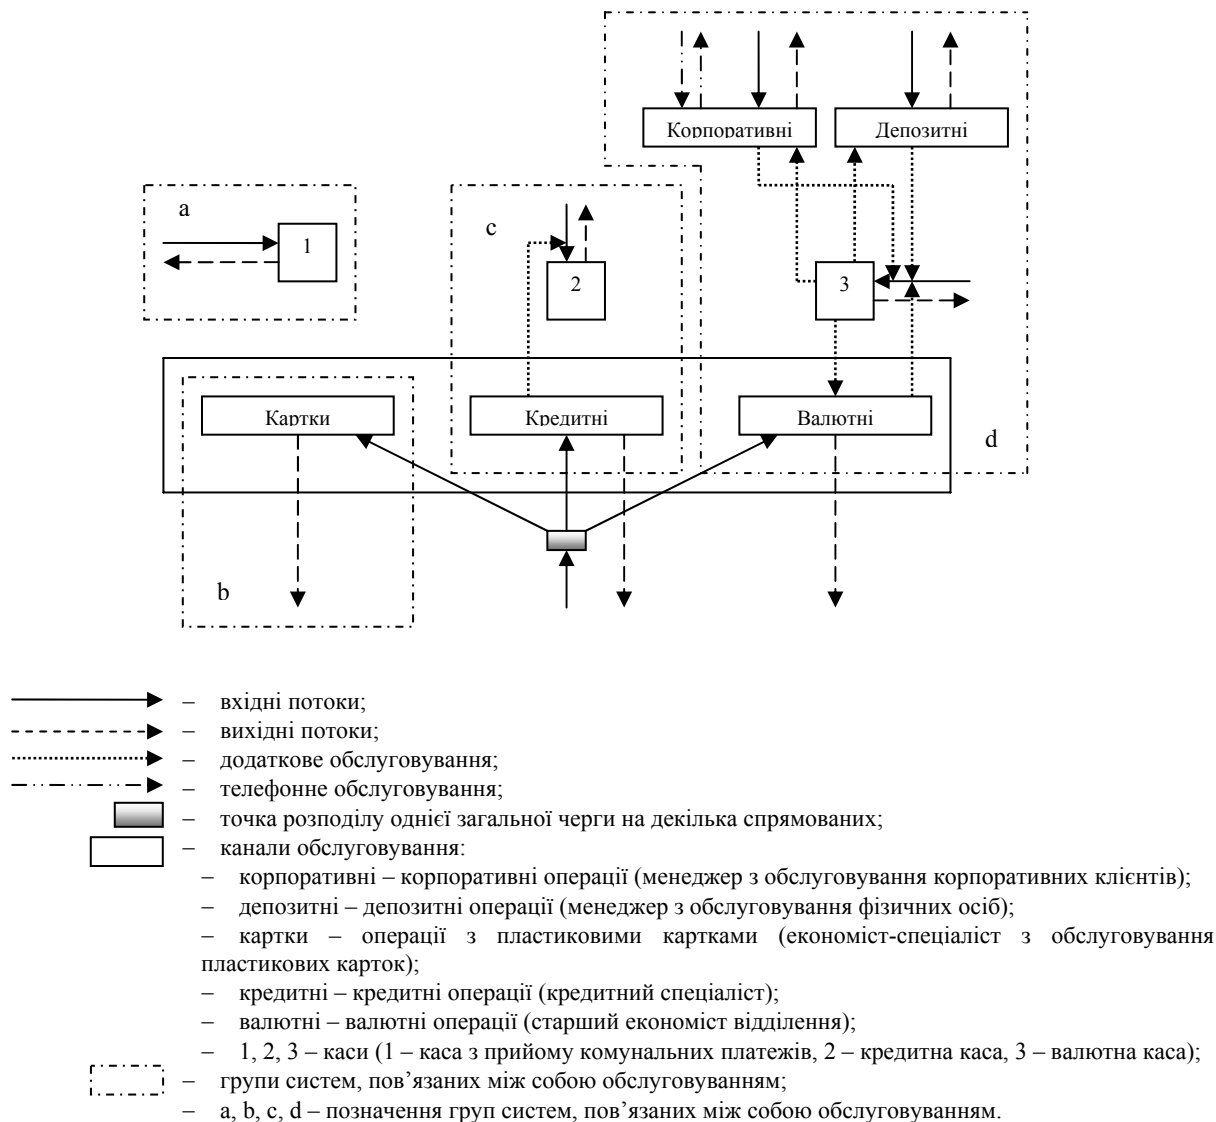 Корпоративні
Депозитні
a
1
c
2
3
Картки
Кредитні
Валютні
d
b
– вхідні потоки;
– вихідні потоки;
– додаткове обслуговування;
– телефонне обслуговування;
– точка розподілу однієї загальної черги на декілька спрямованих;
– канали обслуговування:
– корпоративні – корпоративні операції (менеджер з обслуговування корпоративних клієнтів);
– депозитні – депозитні операції (менеджер з обслуговування фізичних осіб);
– картки – операції з пластиковими картками (економіст-спеціаліст з обслуговування
пластикових карток);
– кредитні – кредитні операції (кредитний спеціаліст);
– валютні – валютні операції (старший економіст відділення);
– 1, 2, 3 – каси (1 – каса з прийому комунальних платежів, 2 – кредитна каса, 3 – валютна каса);
– групи систем, пов’язаних між собою обслуговуванням;
– a, b, c, d – позначення груп систем, пов’язаних між собою обслуговуванням.